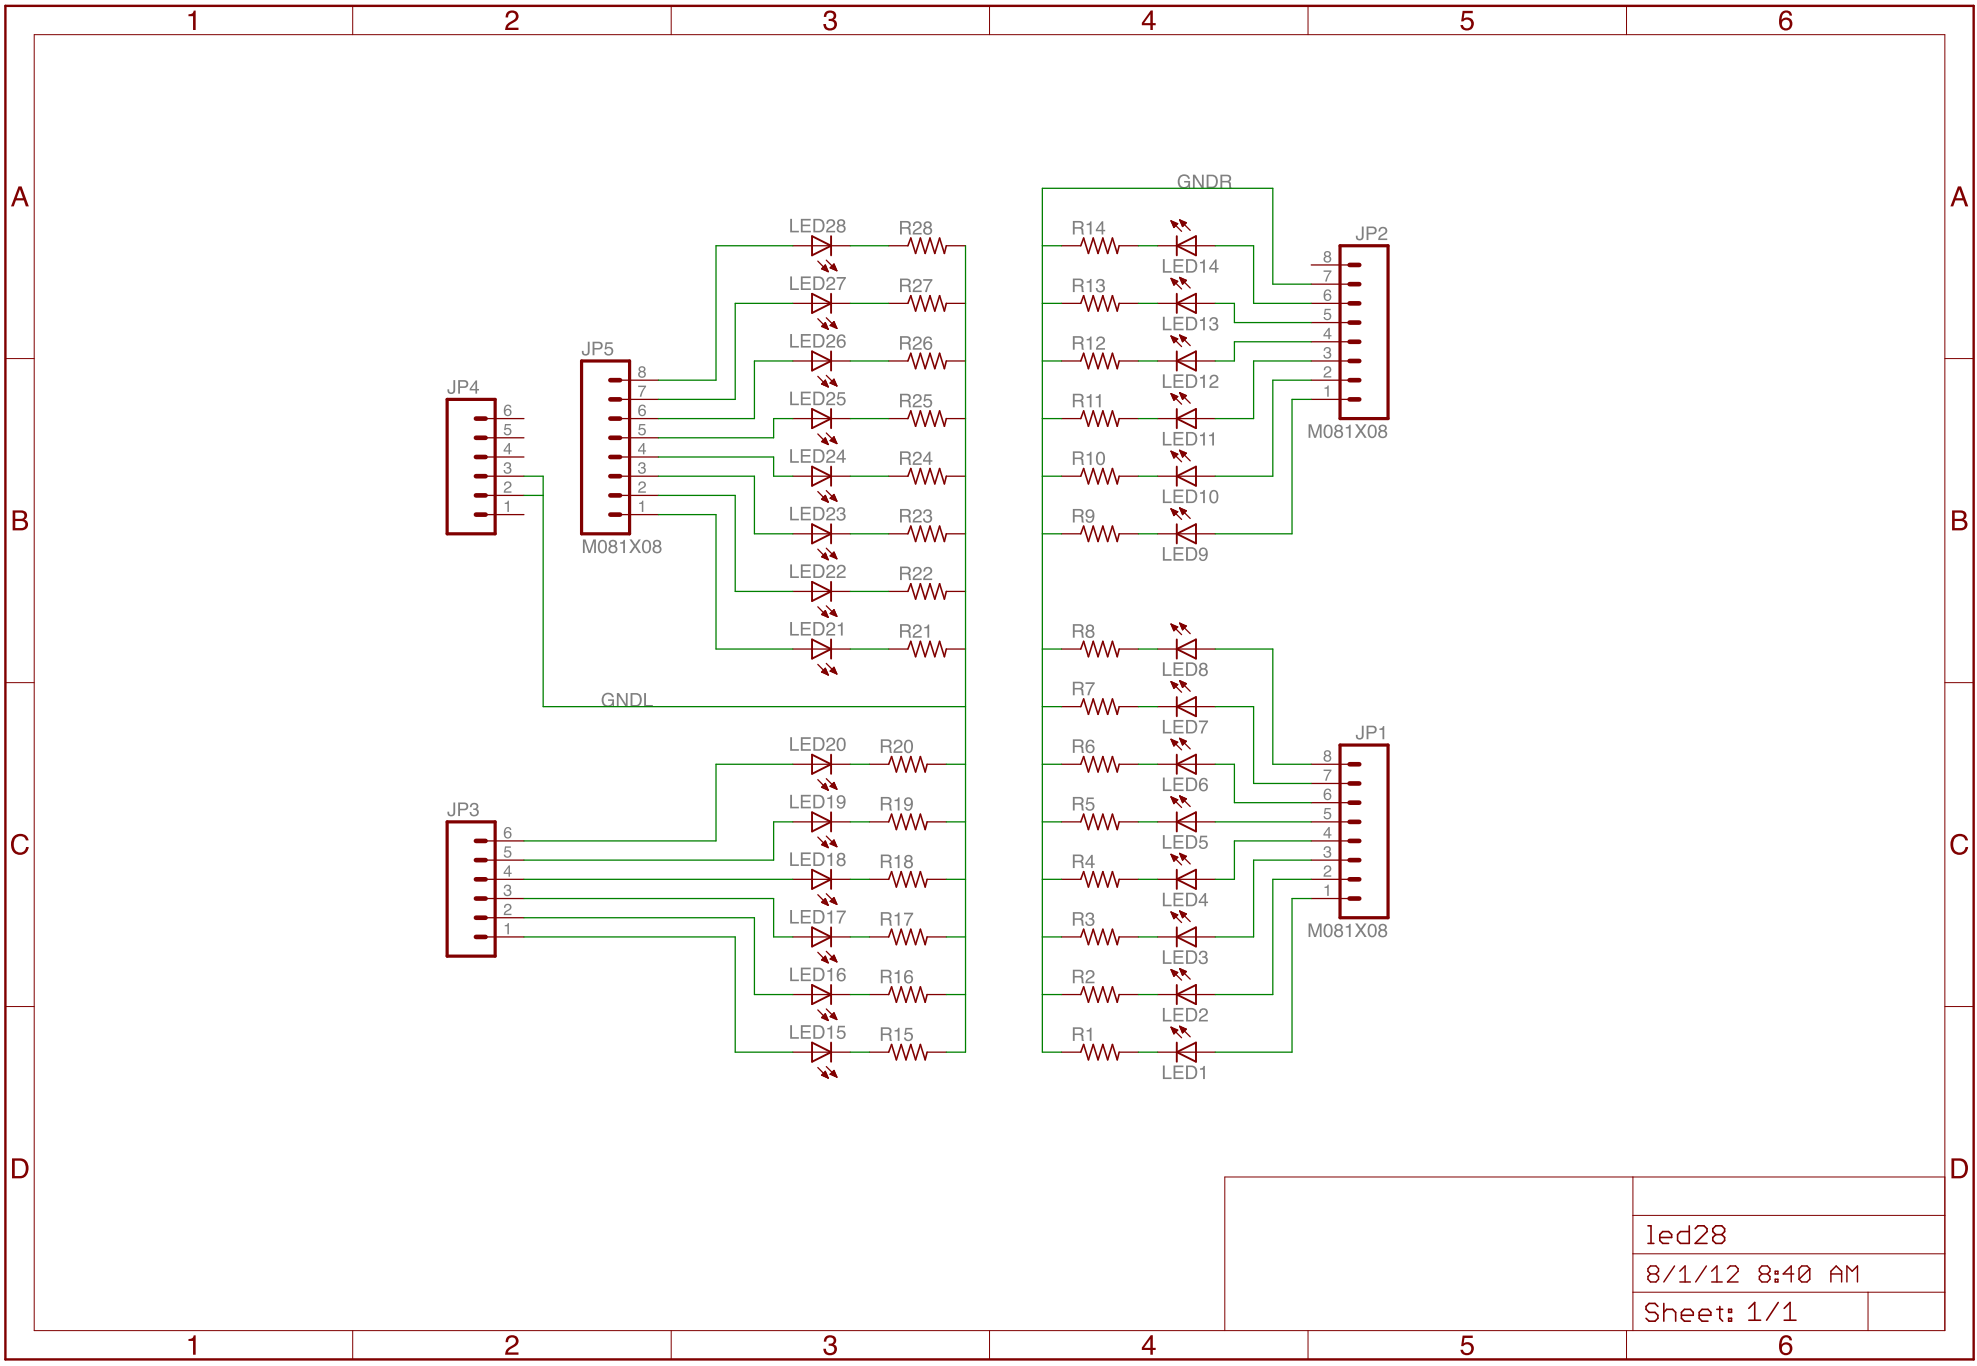 1 2 3 4 5 6
A A
GNDR
LED28 R28 R14 JP2
LED14
8
7
6
5
4
3
2
1
M081X08
LED27 R27 R13
LED13
LED26 R26 R12
LED12
JP5
8
7
6
5
4
3
2
1
M081X08
JP4
6
5
4
3
2
1
LED25 R25 R11
LED11
LED24 R24 R10
LED10
B B
LED23 R23 R9
LED9
LED22 R22
LED21 R21 R8
LED8
GNDL R7
LED7
JP1
8
7
6
5
4
3
2
1
M081X08
LED20 R20 R6
LED6
JP3
6
5
4
3
2
1
LED19 R19 R5
LED5
C C
LED18 R18 R4
LED4
LED17 R17 R3
LED3
LED16 R16 R2
LED2
LED15 R15 R1
LED1
D D
led28
8/1/12 8:40 AM
Sheet: 1/1
1 2 3 4 5 6